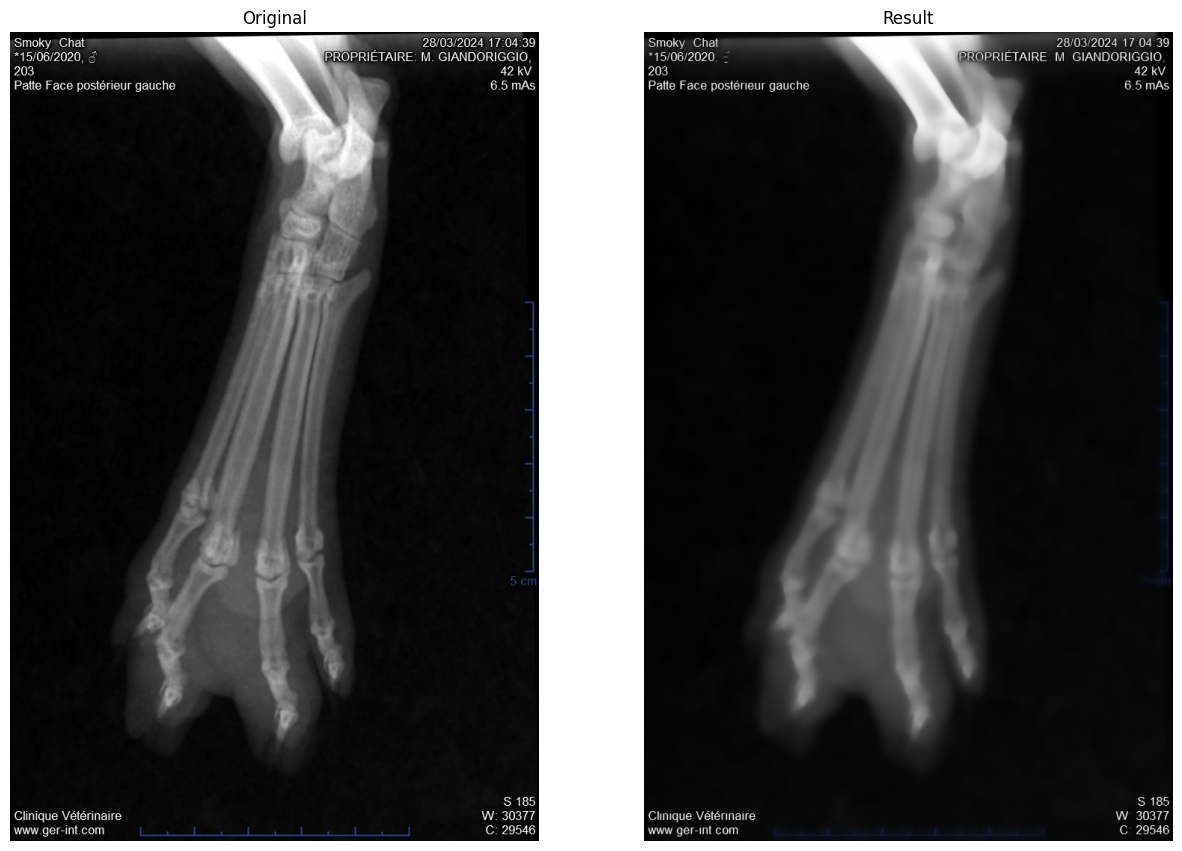 Original
Smoky Chat
*15/06/2020, ♂
203
Patte Face postérieur gauche
28/03/2024 17:04:39
PROPRIÉTAIRE: M. GIANDORIGGIO,
42 kV
6.5 mAs
5 cm
Clinique Vétérinaire
www.ger-int.com
S 185
W: 30377
C: 29546
Result
Smoky Chat
*15/06/2020
203
Patte Face postérieur gauche
28/03/2024 17 04 39
PROPRIÉTAIRE M GIANDORIGGIO,
42 kV
6 5 mAs
Clinique Vétérinaire
www ger-int com
S 185
W 30377
C 29546